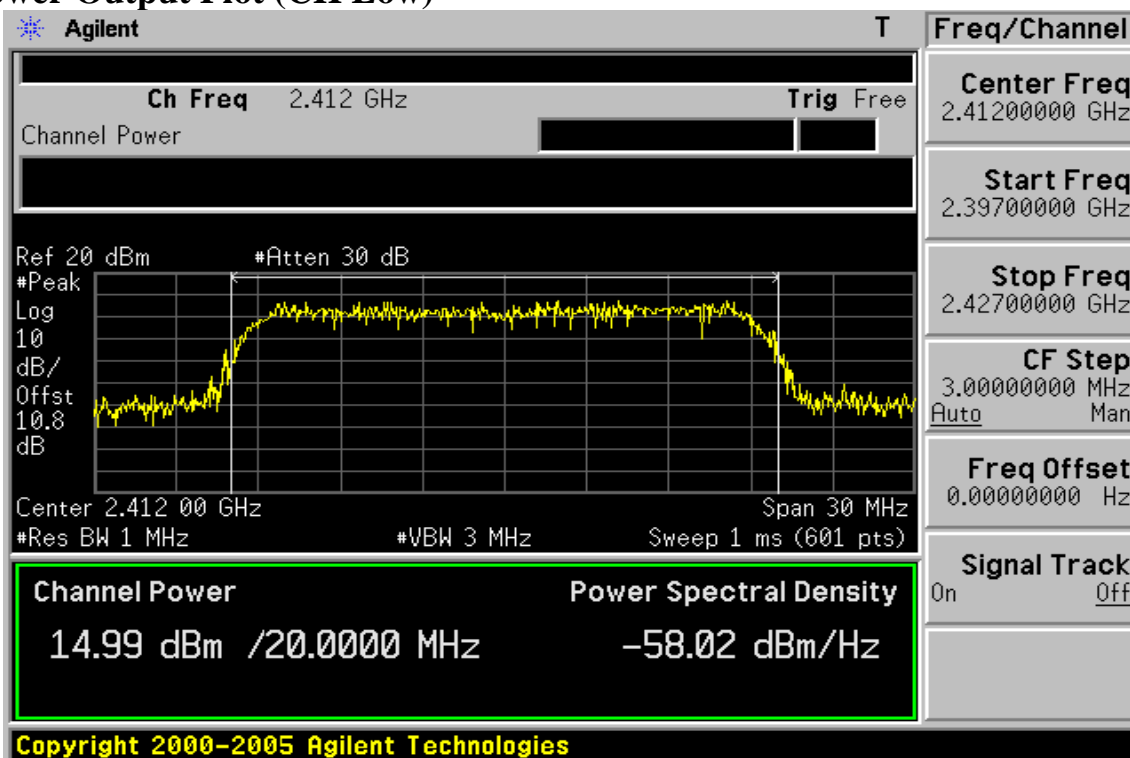 wer Output Plot (CH Low)
Agilent T
Ch Freq 2.412 GHz Trig Free
Channel Power
Ref 20 dBm #Atten 30 dB
#Peak
Log
10
dB/
Offst
10.8
dB
Center 2.412 00 GHz Span 30 MHz
#Res BW 1 MHz #VBW 3 MHz Sweep 1 ms (601 pts)
Channel Power Power Spectral Density
14.99 dBm /20.0000 MHz -58.02 dBm/Hz
Copyright 2000-2005 Agilent Technologies
Freq/Channel
Center Freq
2.41200000 GHz
Start Freq
2.39700000 GHz
Stop Freq
2.42700000 GHz
CF Step
3.00000000 MHz
Auto Man
Freq Offset
0.00000000 Hz
Signal Track
On Off